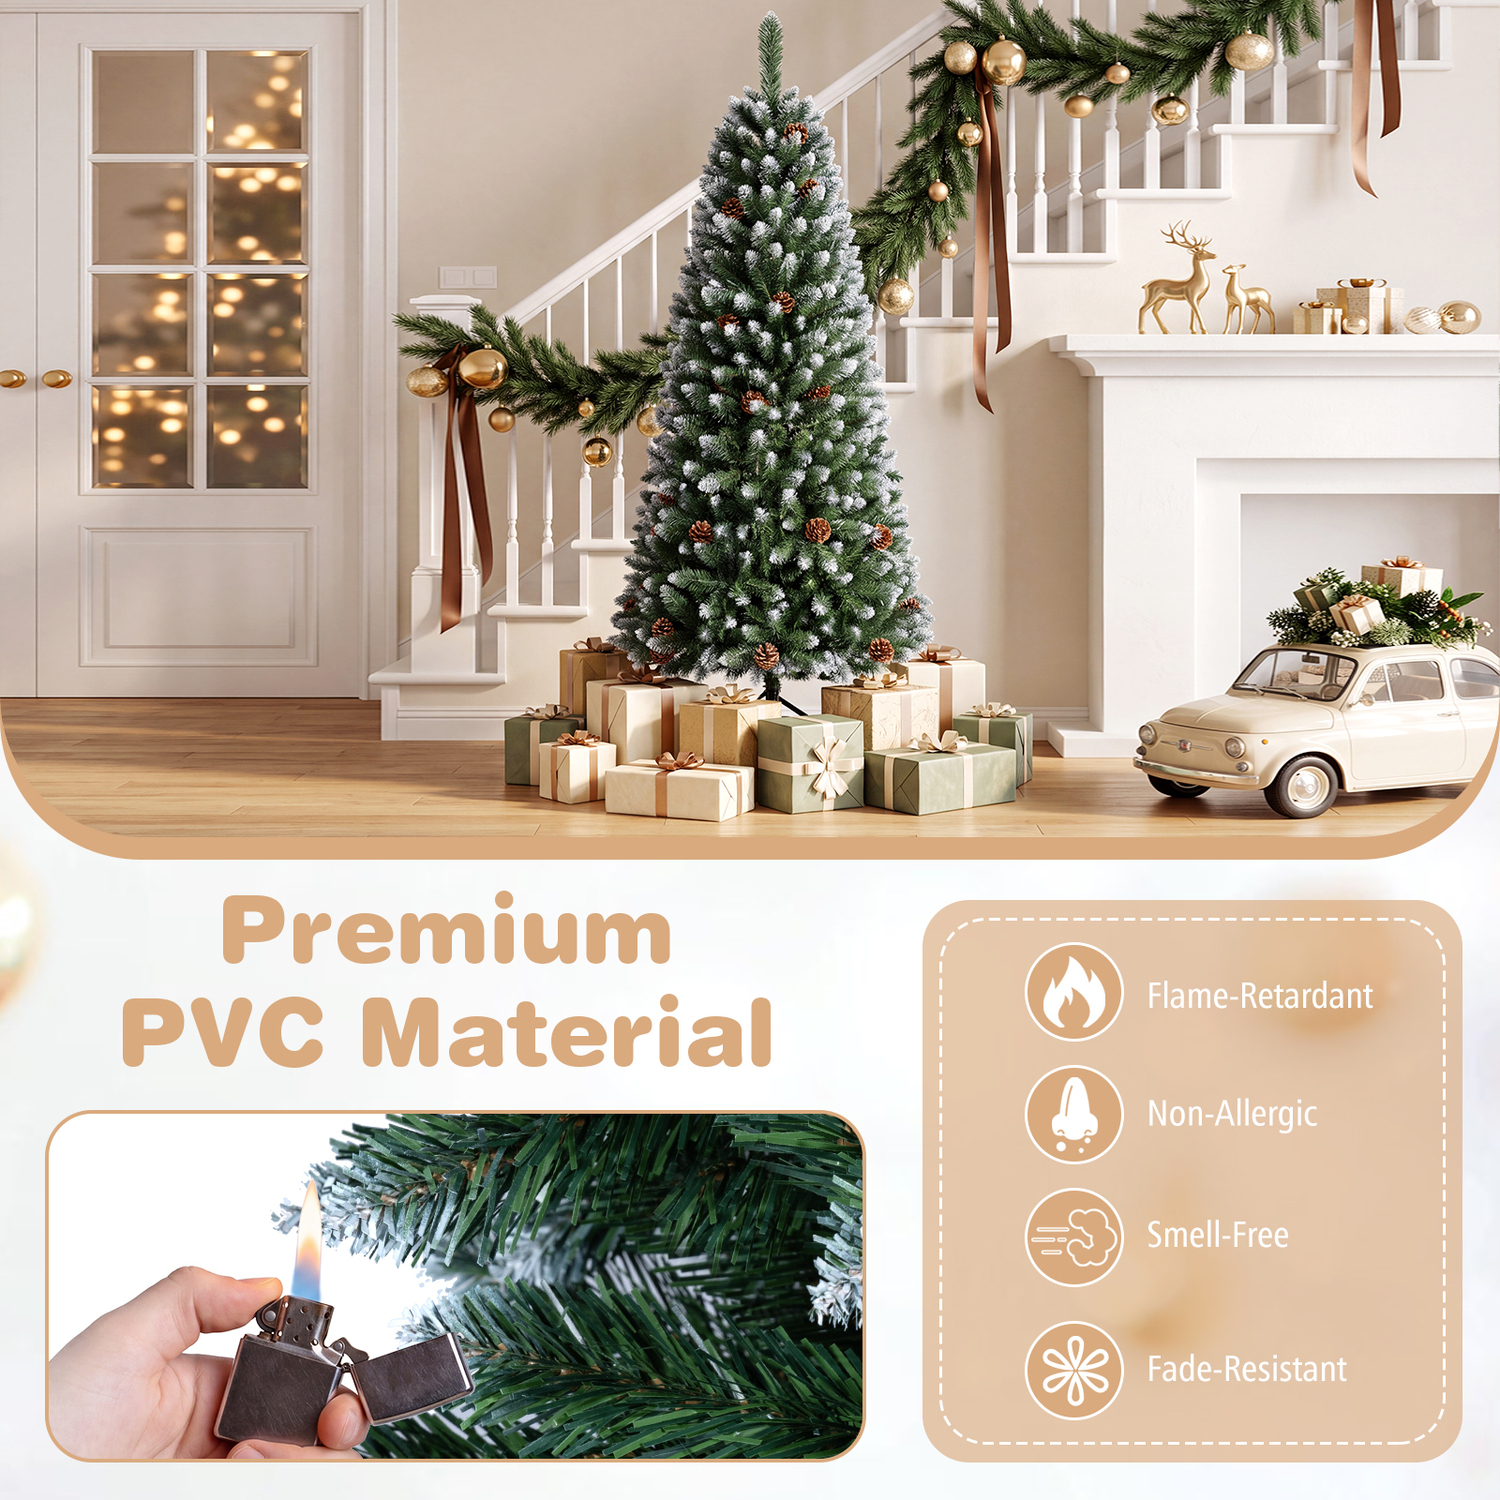 Premium
PVC Material
Flame-Retardant
Non-Allergic
Smell-Free
Fade-Resistant